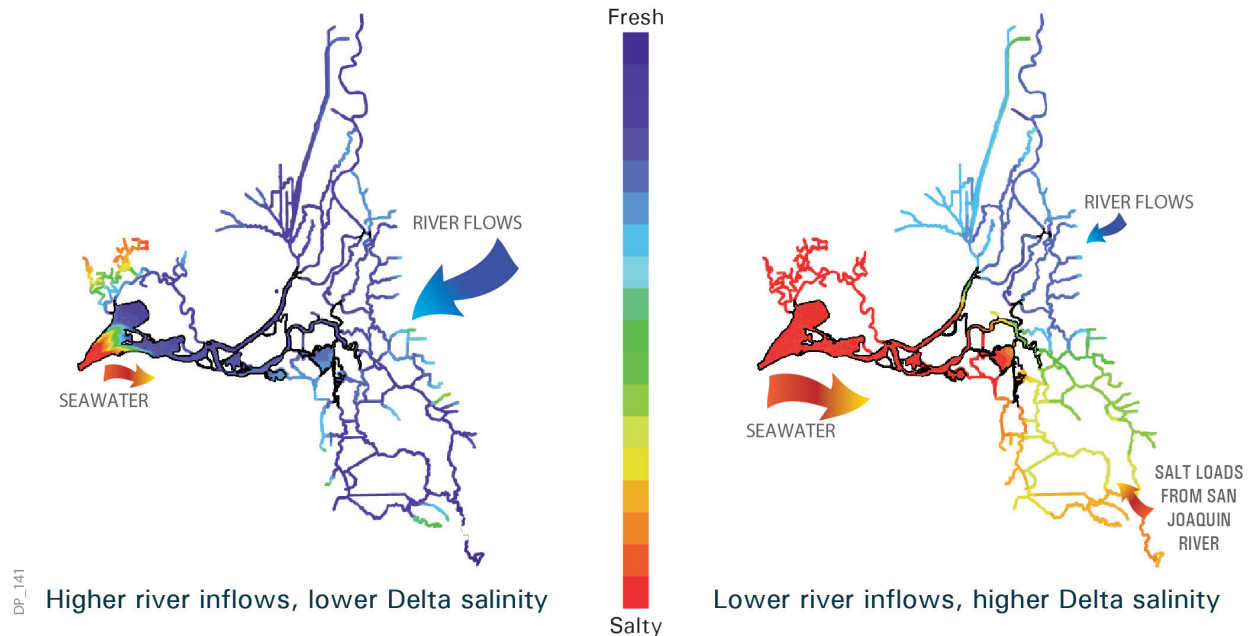 Fresh
RIVER FLOWS
SEAWATER
RIVER FLOWS
SEAWATER
SALT LOADS
FROM SAN
JOAQUIN
RIVER
DP_141
Higher river inflows, lower Delta salinity
Salty
Lower river inflows, higher Delta salinity